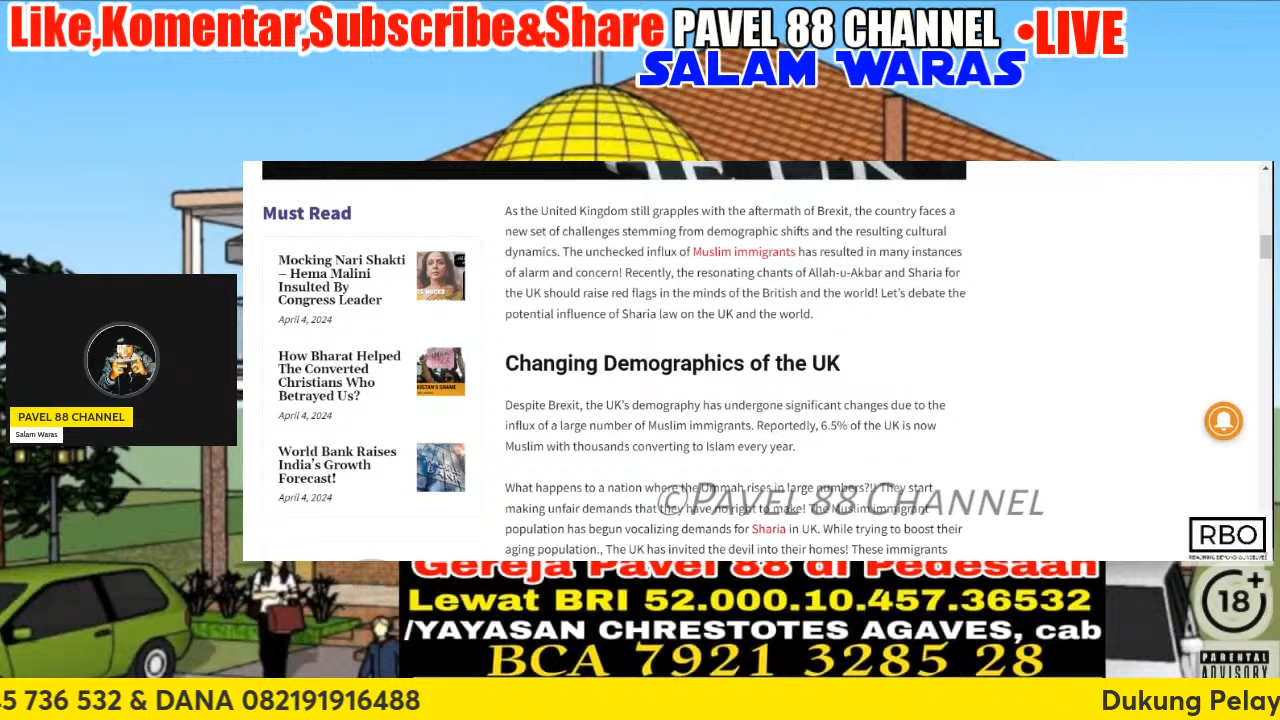 Like,Komentar,Subscribe&Share PAVEL 88 CHANNEL •LIVE
SALAM WARAS
Must Read
Mocking Nari Shakti
– Hema Malini
Insulted By
Congress Leader
April 4, 2024
How Bharat Helped
The Converted
Christians Who
Betrayed Us?
April 4, 2024
World Bank Raises
India's Growth
Forecast!
April 4, 2024
As the United Kingdom still grapples with the aftermath of Brexit, the country faces a
new set of challenges stemming from demographic shifts and the resulting cultural
dynamics. The unchecked influx of Muslim immigrants has resulted in many instances
of alarm and concern! Recently, the resonating chants of Allah-u-Akbar and Sharia for
the UK should raise red flags in the minds of the British and the world! Let's debate the
potential influence of Sharia law on the UK and the world.
Changing Demographics of the UK
Despite Brexit, the UK's demography has undergone significant changes due to the
influx of a large number of Muslim immigrants. Reportedly, 6.5% of the UK is now
Muslim with thousands converting to Islam every year.
What happens to a nation where the Ummah rises in large numbers?!! They start
making unfair demands that they have no right to make! The Muslim immigrant
population has begun vocalizing demands for Sharia in UK. While trying to boost their
aging population., The UK has invited the devil into their homes! These immigrants
©PAVEL 88 CHANNEL
PAVEL 88 CHANNEL
Salam Waras
RBO
18+
PARENTAL
ADVISORY
Gereja Pavel 88 di Pedesaan
Lewat BRI 52.000.10.457.36532
/YAYASAN CHRESTOTES AGAVES, cab
BCA 7921 3285 28
5 736 532 & DANA 082191916488
Dukung Pelay